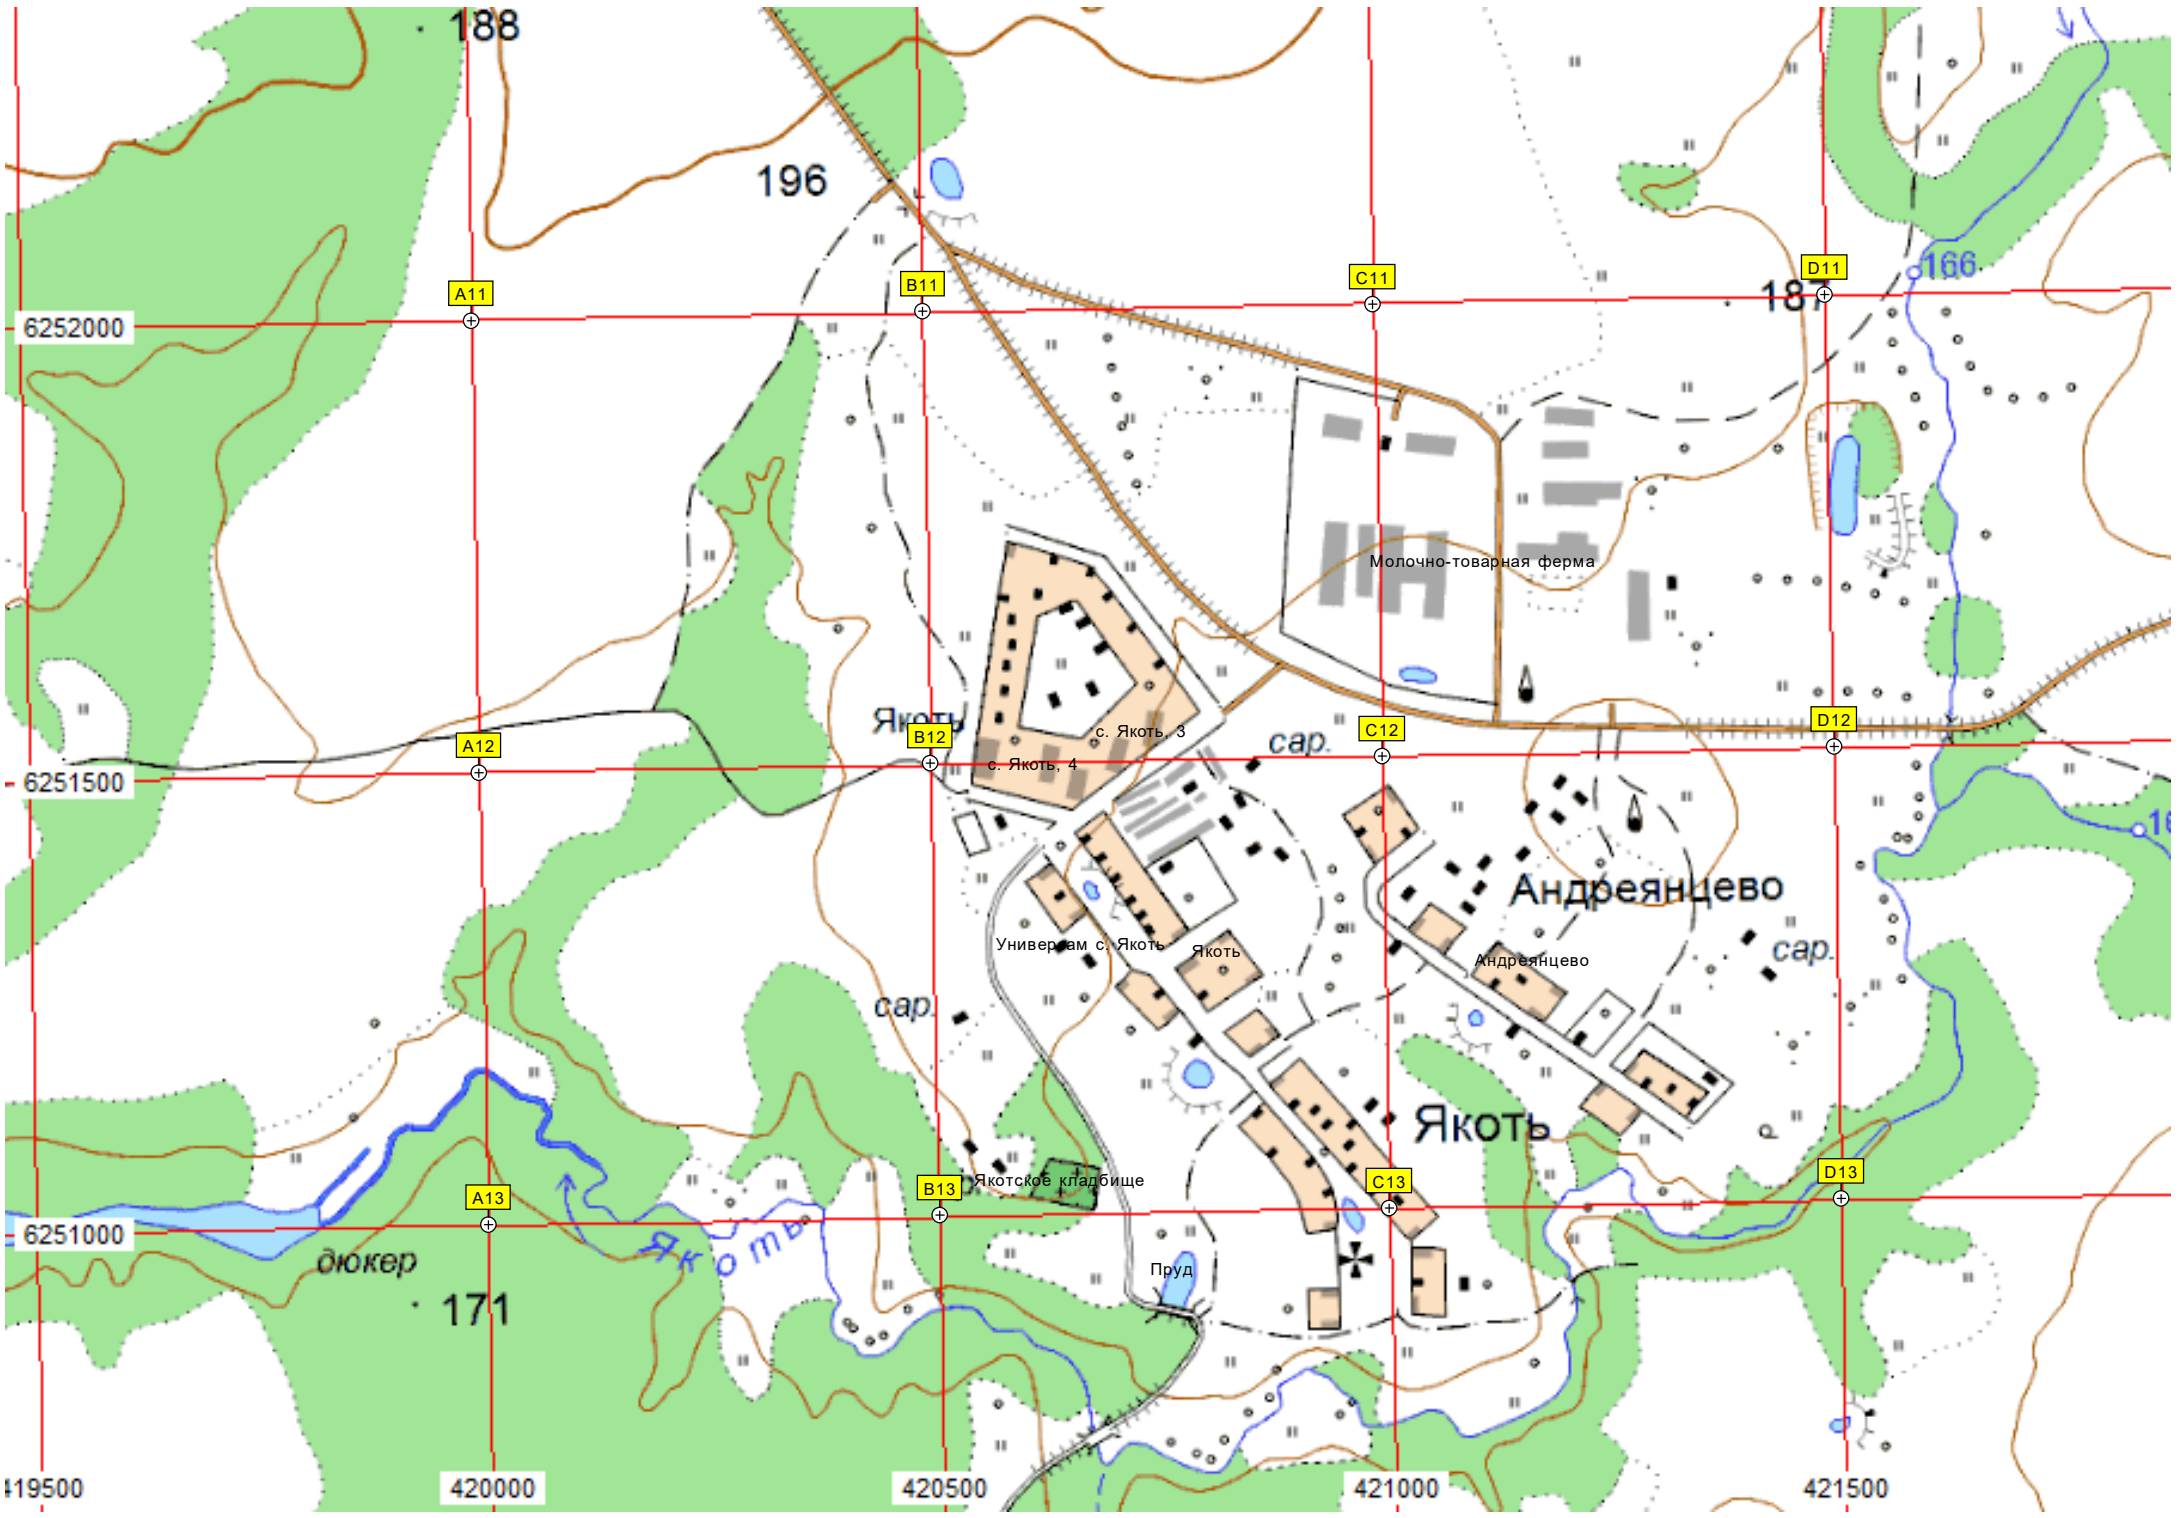 188
196
A11
B11
C11
D11
166
187
6252000
Молочно-товарная ферма
Якоть
с. Якоть, 3
A12
B12
сар.
C12
D12
с. Якоть, 4
6251500
16
Андреянцево
Универсам с. Якоть
Якоть
Андреянцево
сар.
сар.
Якоть
A13
B13
Якотское кладбище
C13
D13
6251000
дюкер
Якоть
Пруд
171
419500
420000
420500
421000
421500